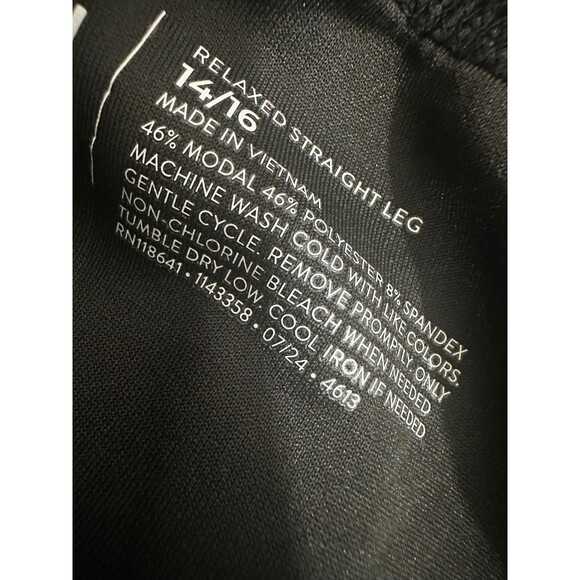 RELAXED STRAIGHT LEG
14/16
MADE IN VIETNAM
46% MODAL 46% POLYESTER 8% SPANDEX
MACHINE WASH COLD WITH LIKE COLORS.
GENTLE CYCLE. REMOVE PROMPTLY. ONLY
NON-CHLORINE BLEACH WHEN NEEDED
TUMBLE DRY LOW. COOL IRON IF NEEDED
RN118641 • 1143358 • 07/24 • 4613